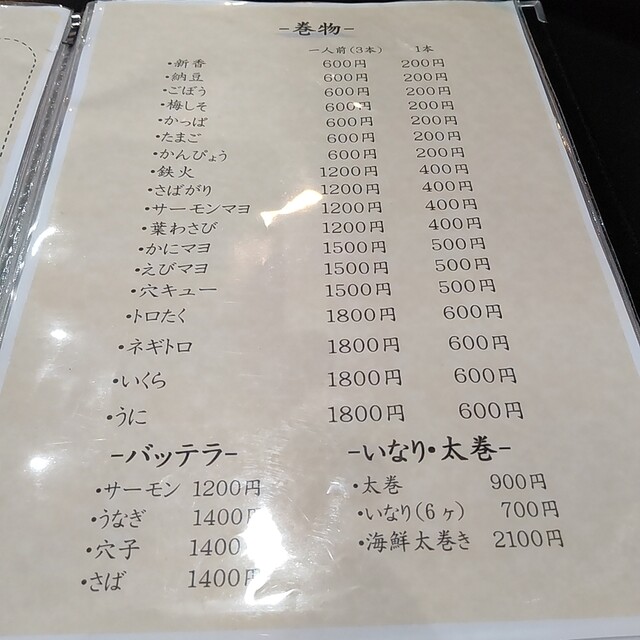 -巻物-
一人前(3本) 1本
・新香 600円 200円
・納豆 600円 200円
・ごぼう 600円 200円
・梅しそ 600円 200円
・かっぱ 600円 200円
・たまご 600円 200円
・かんぴょう 600円 200円
・鉄火 1200円 400円
・さばがり 1200円 400円
・サーモンマヨ 1200円 400円
・葉わさび 1200円 400円
・かにマヨ 1500円 500円
・えびマヨ 1500円 500円
・穴キュー 1500円 500円
・トロたく 1800円 600円
・ネギトロ 1800円 600円
・いくら 1800円 600円
・うに 1800円 600円
-バッテラ-
・サーモン 1200円
・うなぎ 1400円
・穴子 1400
・さば 1400円
-いなり・太巻-
・太巻 900円
・いなり(6ヶ) 700円
・海鮮太巻き 2100円